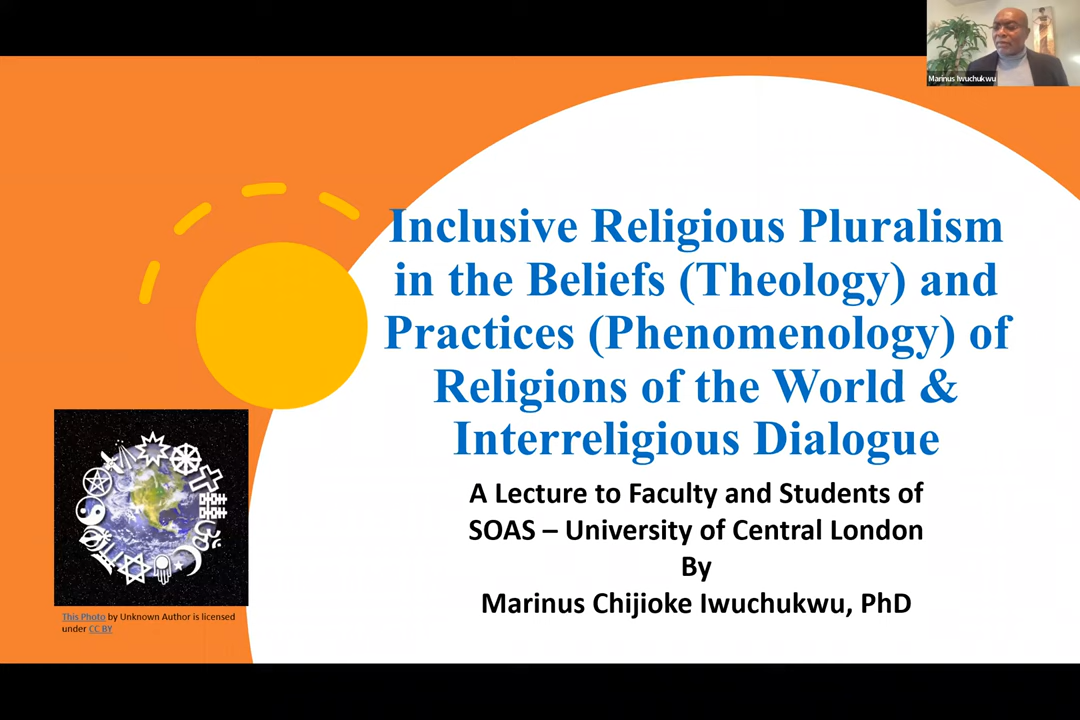 Marinus Iwuchukwu
Inclusive Religious Pluralism
in the Beliefs (Theology) and
Practices (Phenomenology) of
Religions of the World &
Interreligious Dialogue
A Lecture to Faculty and Students of
SOAS – University of Central London
By
Marinus Chijioke Iwuchukwu, PhD
This Photo by Unknown Author is licensed
under CC BY